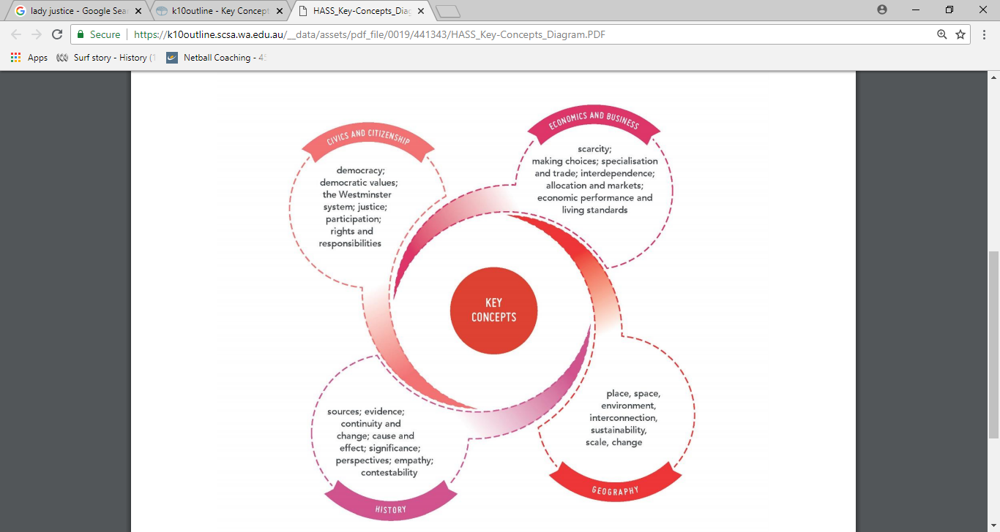 lady justice - Google Sea
k10outline - Key Concept
HASS_Key-Concepts_Dia
Secure
https://k10outline.scsa.wa.edu.au/__data/assets/pdf_file/0019/441343/HASS_Key-Concepts_Diagram.PDF
Apps
Surf story - History (
Netball Coaching - 4
CIVICS AND CITIZENSHIP
democracy;
democratic values;
the Westminster
system; justice;
participation;
rights and
responsibilities
ECONOMICS AND BUSINESS
scarcity;
making choices; specialisation
and trade; interdependence;
allocation and markets;
economic performance and
living standards
KEY
CONCEPTS
sources; evidence;
continuity and
change; cause and
effect; significance;
perspectives; empathy;
contestability
HISTORY
place, space,
environment,
interconnection,
sustainability,
scale, change
GEOGRAPHY